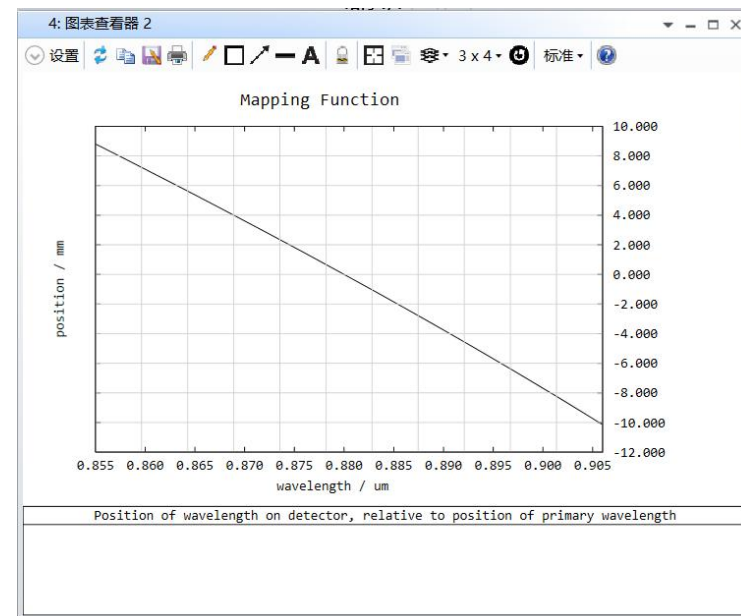 4: 图表查看器 2
设置 A 3 x 4 标准
Mapping Function
10.000
8.000
6.000
4.000
2.000
0.000
-2.000
-4.000
-6.000
-8.000
-10.000
-12.000
position / mm
0.855 0.860 0.865 0.870 0.875 0.880 0.885 0.890 0.895 0.900 0.905
wavelength / um
Position of wavelength on detector, relative to position of primary wavelength